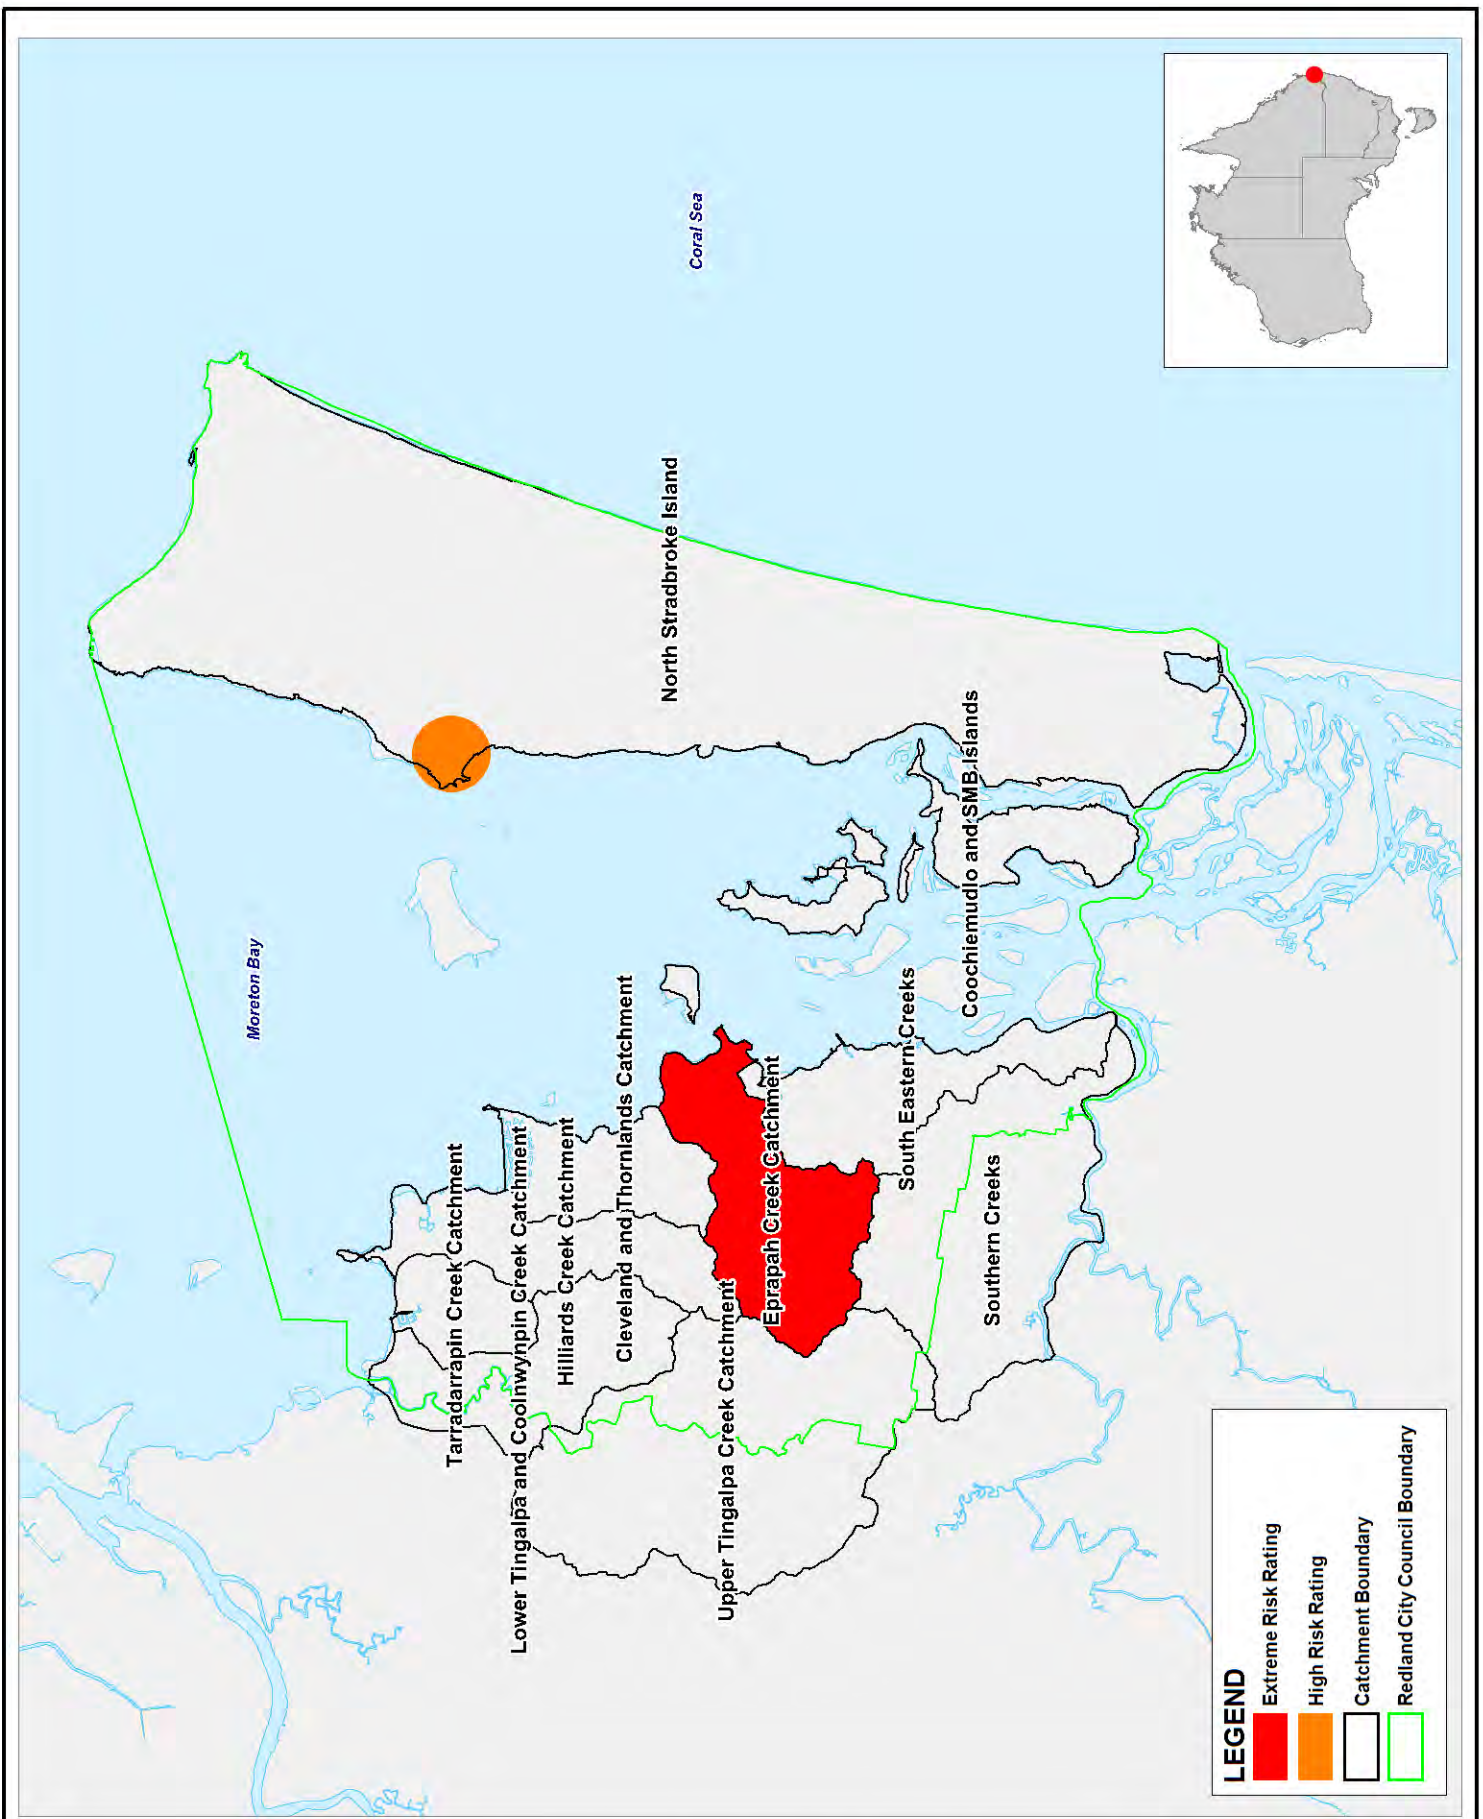 Moreton Bay
Coral Sea
North Stradbroke Island
Tarradarrapin Creek Catchment
Lower Tingalpa and Coolnwynpin Creek Catchment
Hilliards Creek Catchment
Cleveland and Thornlands Catchment
Upper Tingalpa Creek Catchment
Eprapah Creek Catchment
South Eastern Creeks
Coochiemudlo and SMB Islands
Southern Creeks
LEGEND
Extreme Risk Rating
High Risk Rating
Catchment Boundary
Redland City Council Boundary